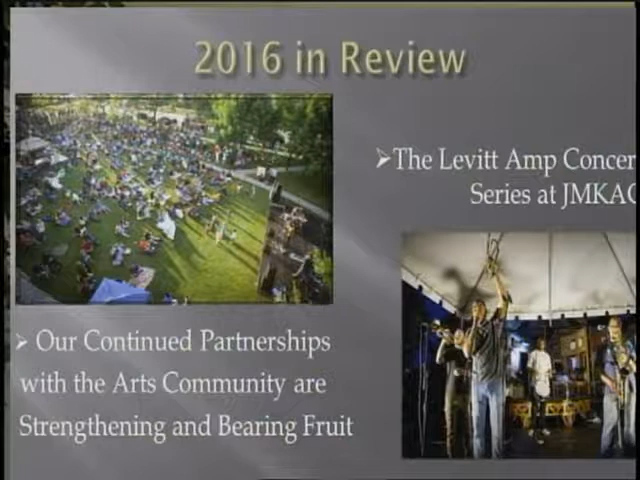 2016 in Review
➢The Levitt Amp Concer
Series at JMKAC
➢ Our Continued Partnerships
with the Arts Community are
Strengthening and Bearing Fruit